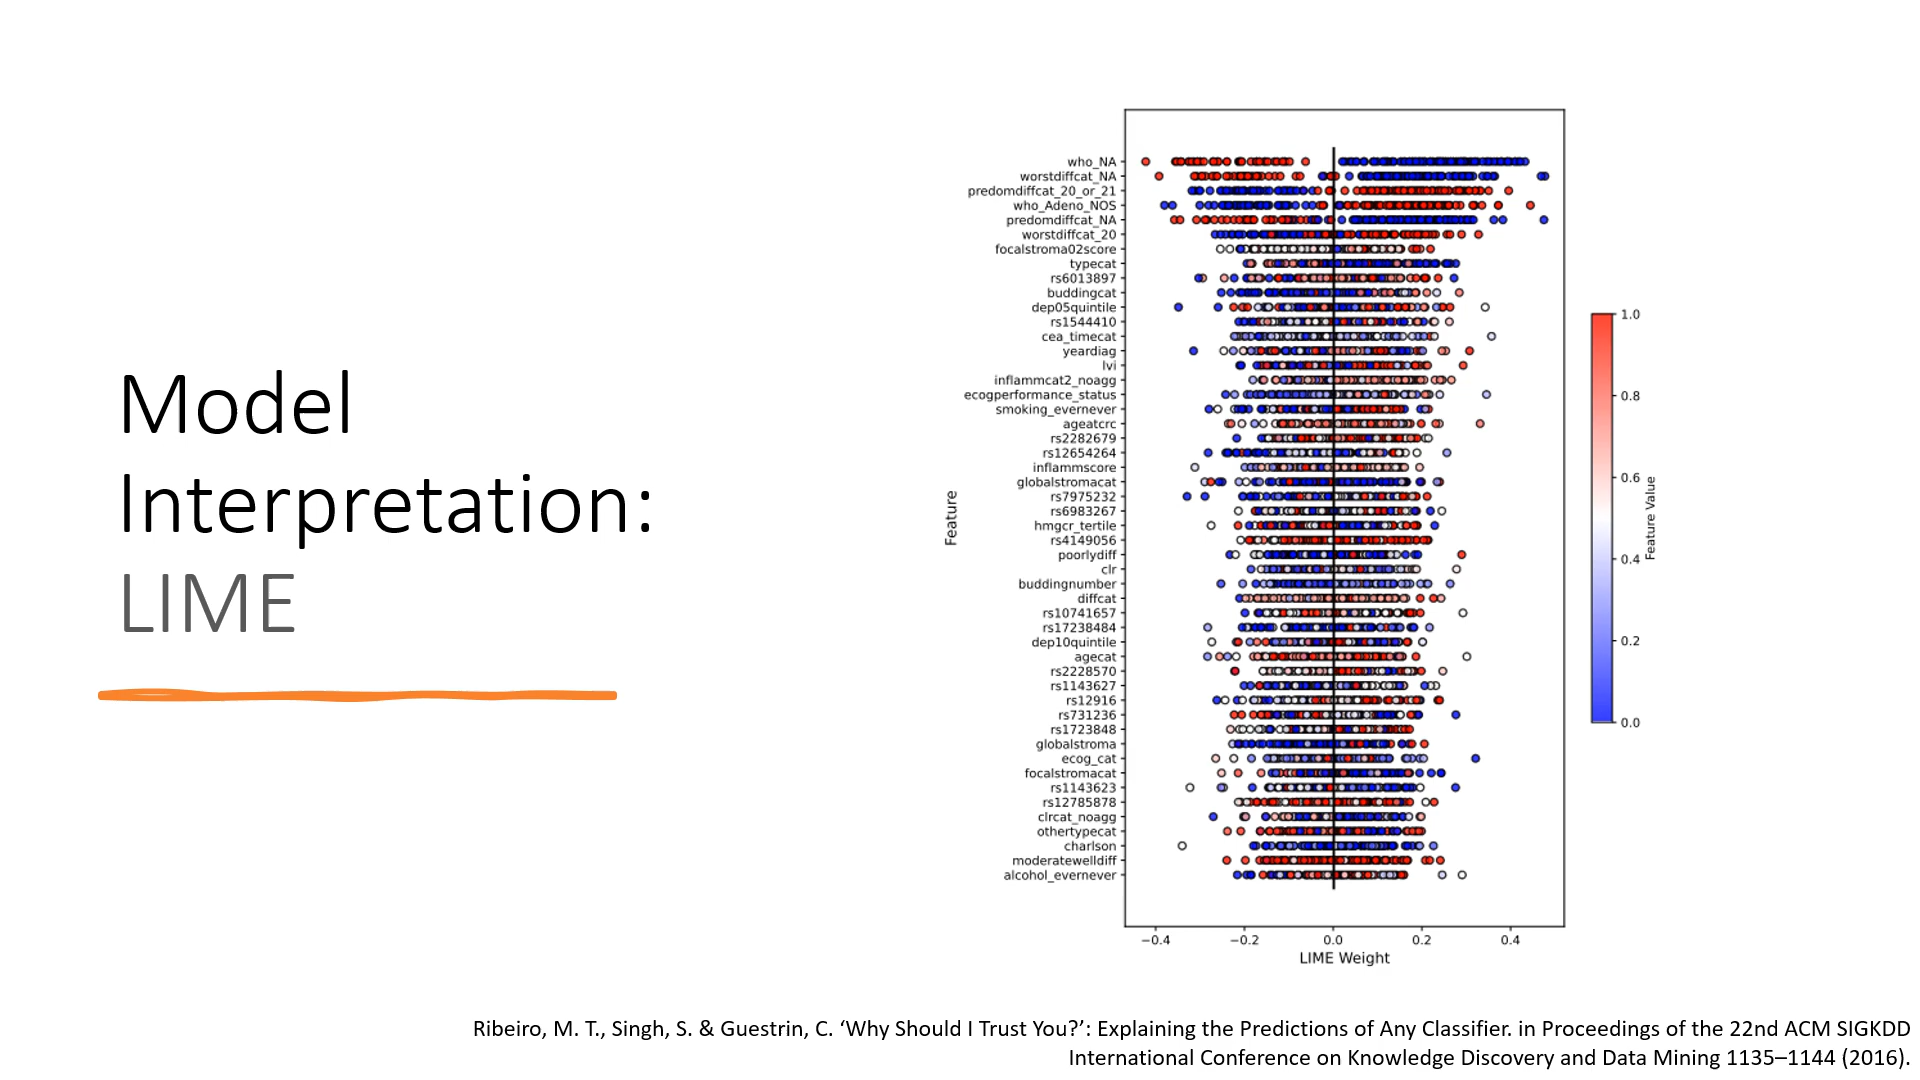 Model
Interpretation:
LIME
Feature
who_NA
worstdiffcat_NA
predomdiffcat_20_or_21
who_Adeno_NOS
predomdiffcat_NA
worstdiffcat_20
focalstroma02score
typecat
rs6013897
buddingcat
dep05quintile
rs1544410
cea_timecat
yeardiag
lvi
inflammcat2_noagg
ecogperformance_status
smoking_evernever
ageatcrc
rs2282679
rs12654264
inflammscore
globalstromacat
rs7975232
rs6983267
hmgcr_tertile
rs4149056
poorlydiff
clr
buddingnumber
diffcat
rs10741657
rs17238484
dep10quintile
agecat
rs2228570
rs1143627
rs12916
rs731236
rs1723848
globalstroma
ecog_cat
focalstromacat
rs1143623
rs12785878
clrcat_noagg
othertypecat
charlson
moderatewelldiff
alcohol_evernever
−0.4 −0.2 0.0 0.2 0.4
LIME Weight
1.0
0.8
0.6
0.4
0.2
0.0
Feature Value
Ribeiro, M. T., Singh, S. & Guestrin, C. ‘Why Should I Trust You?’: Explaining the Predictions of Any Classifier. in Proceedings of the 22nd ACM SIGKDD
International Conference on Knowledge Discovery and Data Mining 1135–1144 (2016).